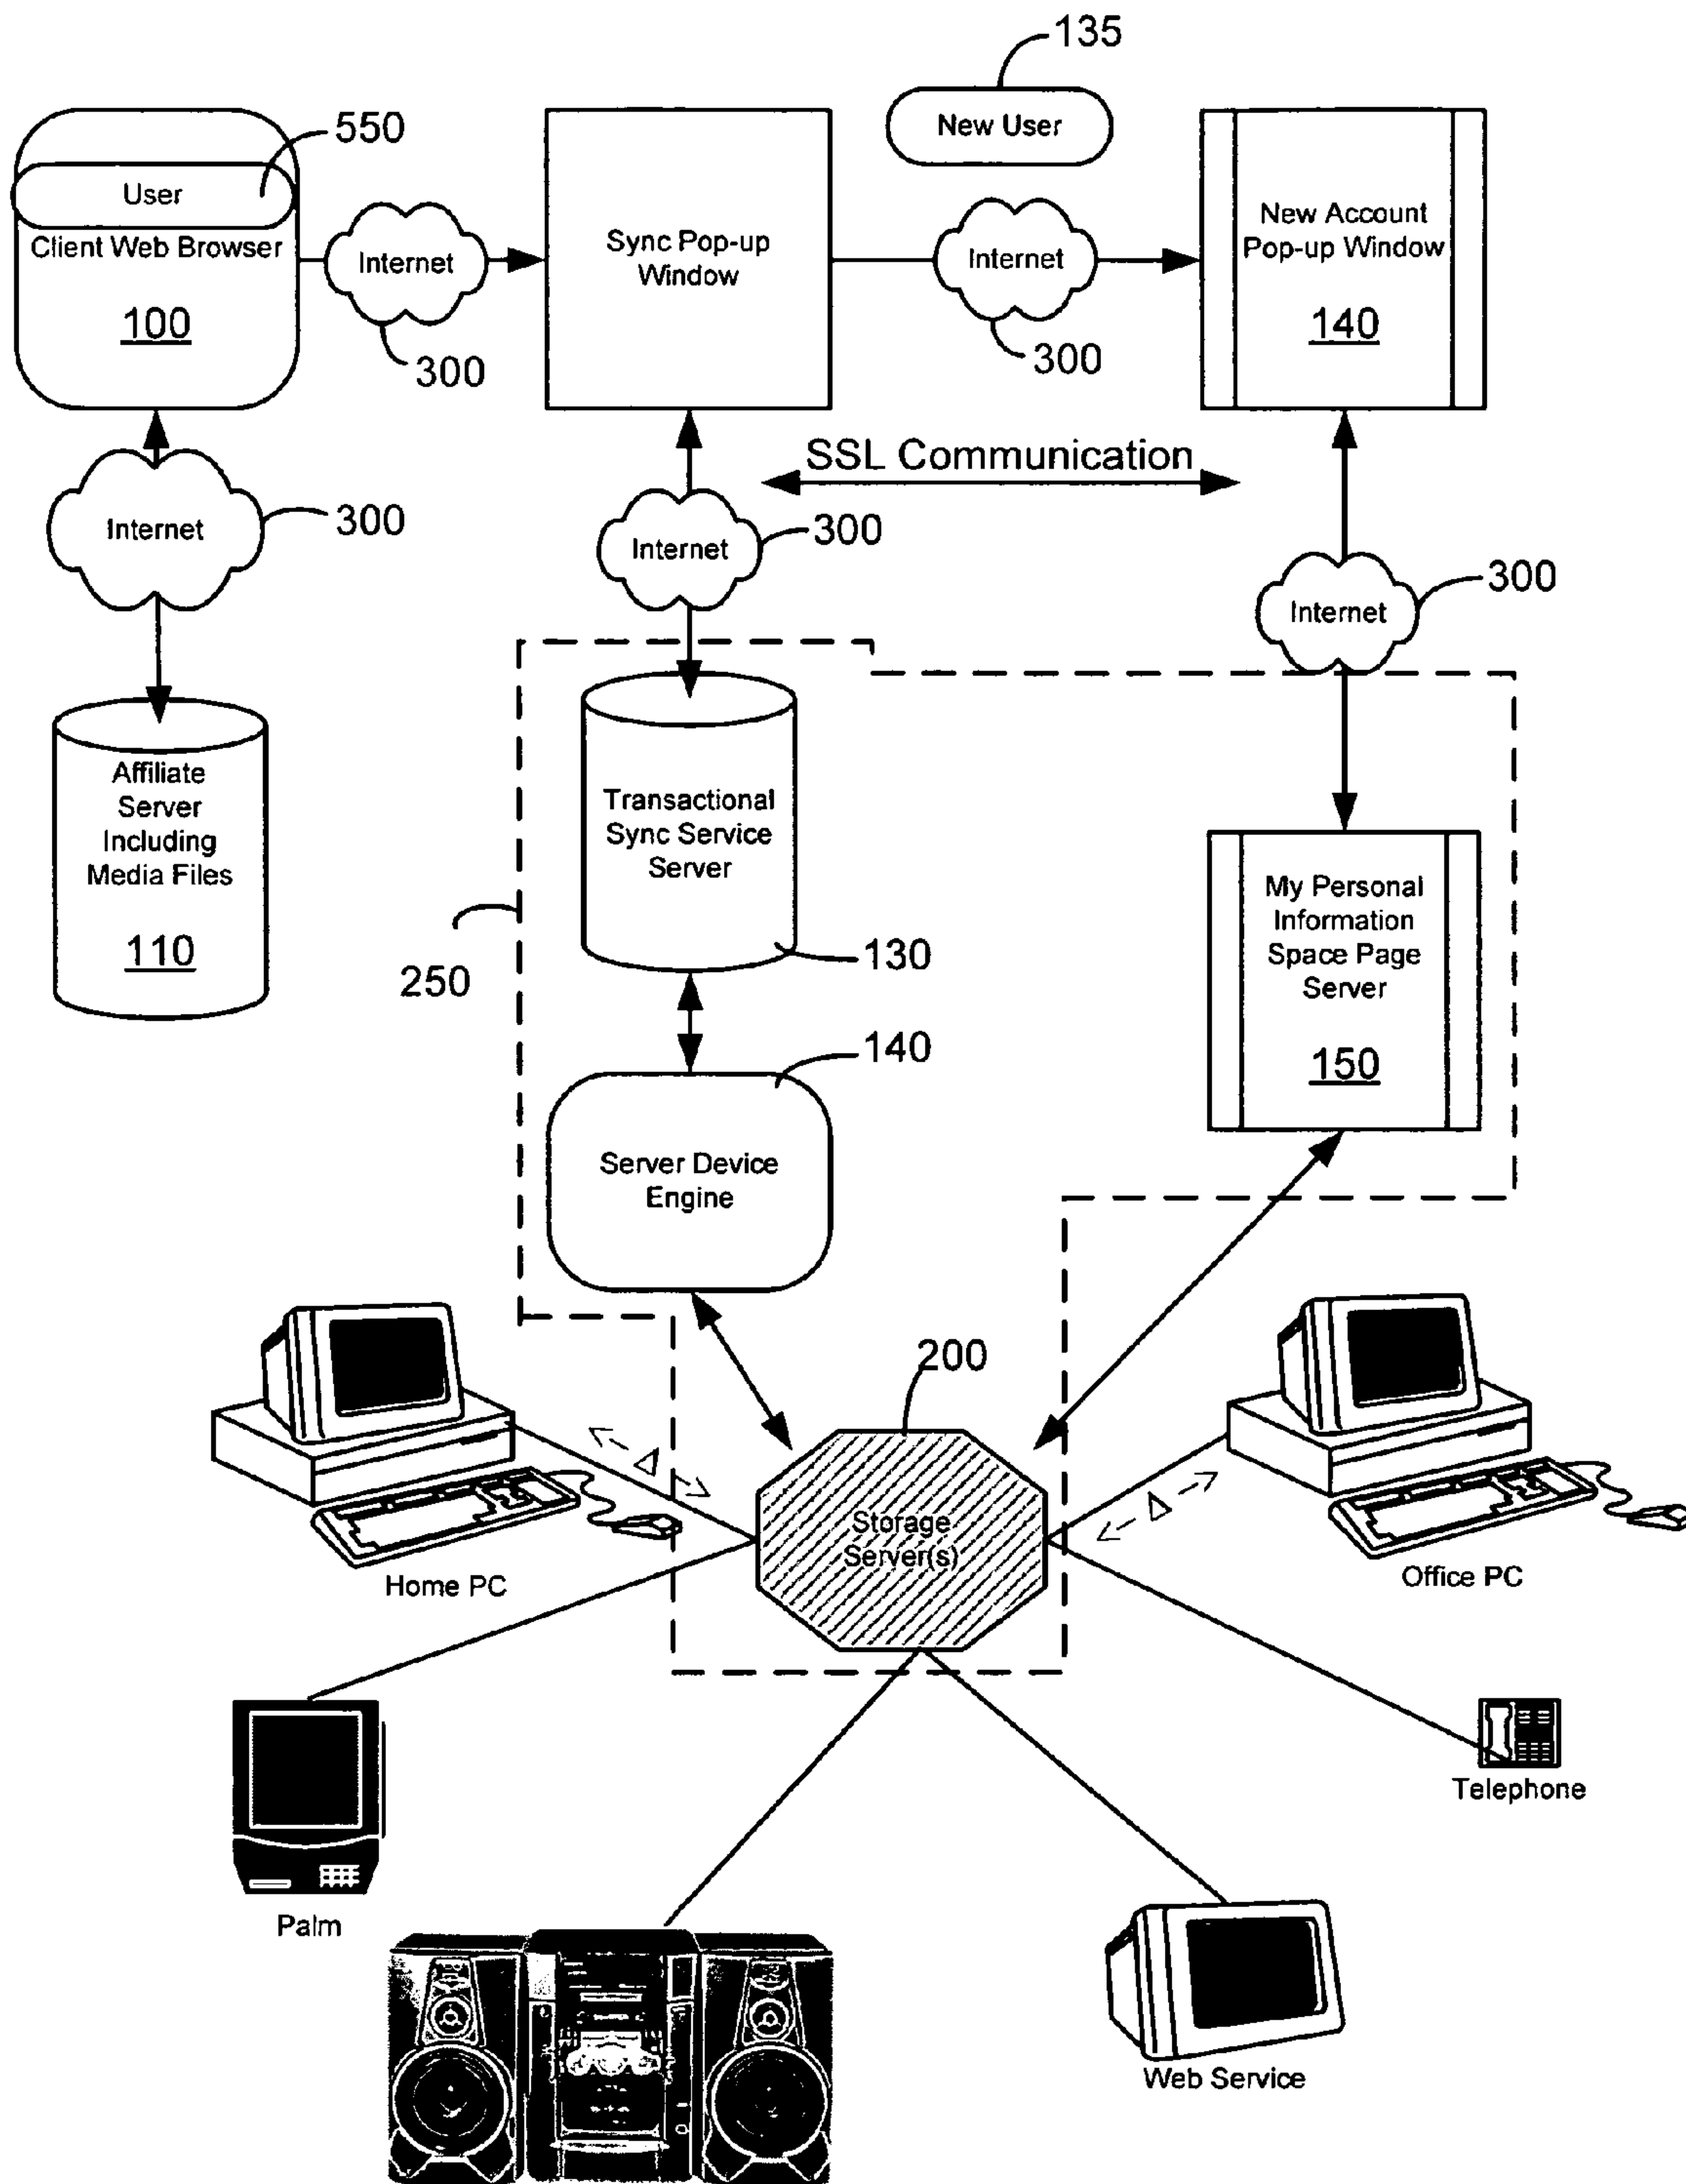 135
New User
550
User
Client Web Browser
100
Internet
300
Sync Pop-up
Window
Internet
300
New Account
Pop-up Window
140
SSL Communication
Internet
300
Internet
300
Internet
300
Affiliate
Server
Including
Media Files
110
Transactional
Sync Service
Server
130
250
My Personal
Information
Space Page
Server
150
140
Server Device
Engine
200
Storage
Server(s)
Δ
Δ
Home PC
Office PC
Palm
Telephone
Web Service